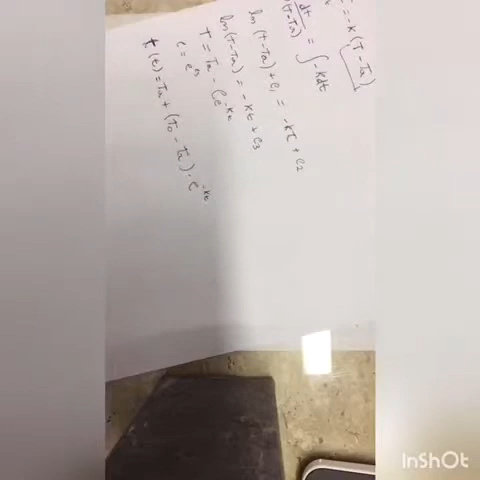 = -K (T - Ta)
dt = ∫ -Kdt
(T-Ta)
ln (T-Ta) + C1 = -Kt + C2
ln(T-Ta) = -Kt + C3
T = Ta - Ce^-Kt
C = e^C3
t(t) = Ta + (To - Ta) . e^-Kt
InShOt